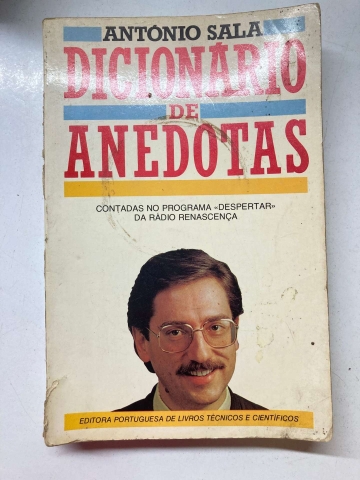 ANTÓNIO SALA
DICIONÁRIO
DE
ANEDOTAS
CONTADAS NO PROGRAMA «DESPERTAR»
DA RÁDIO RENASCENÇA
EDITORA PORTUGUESA DE LIVROS TÉCNICOS E CIENTÍFICOS